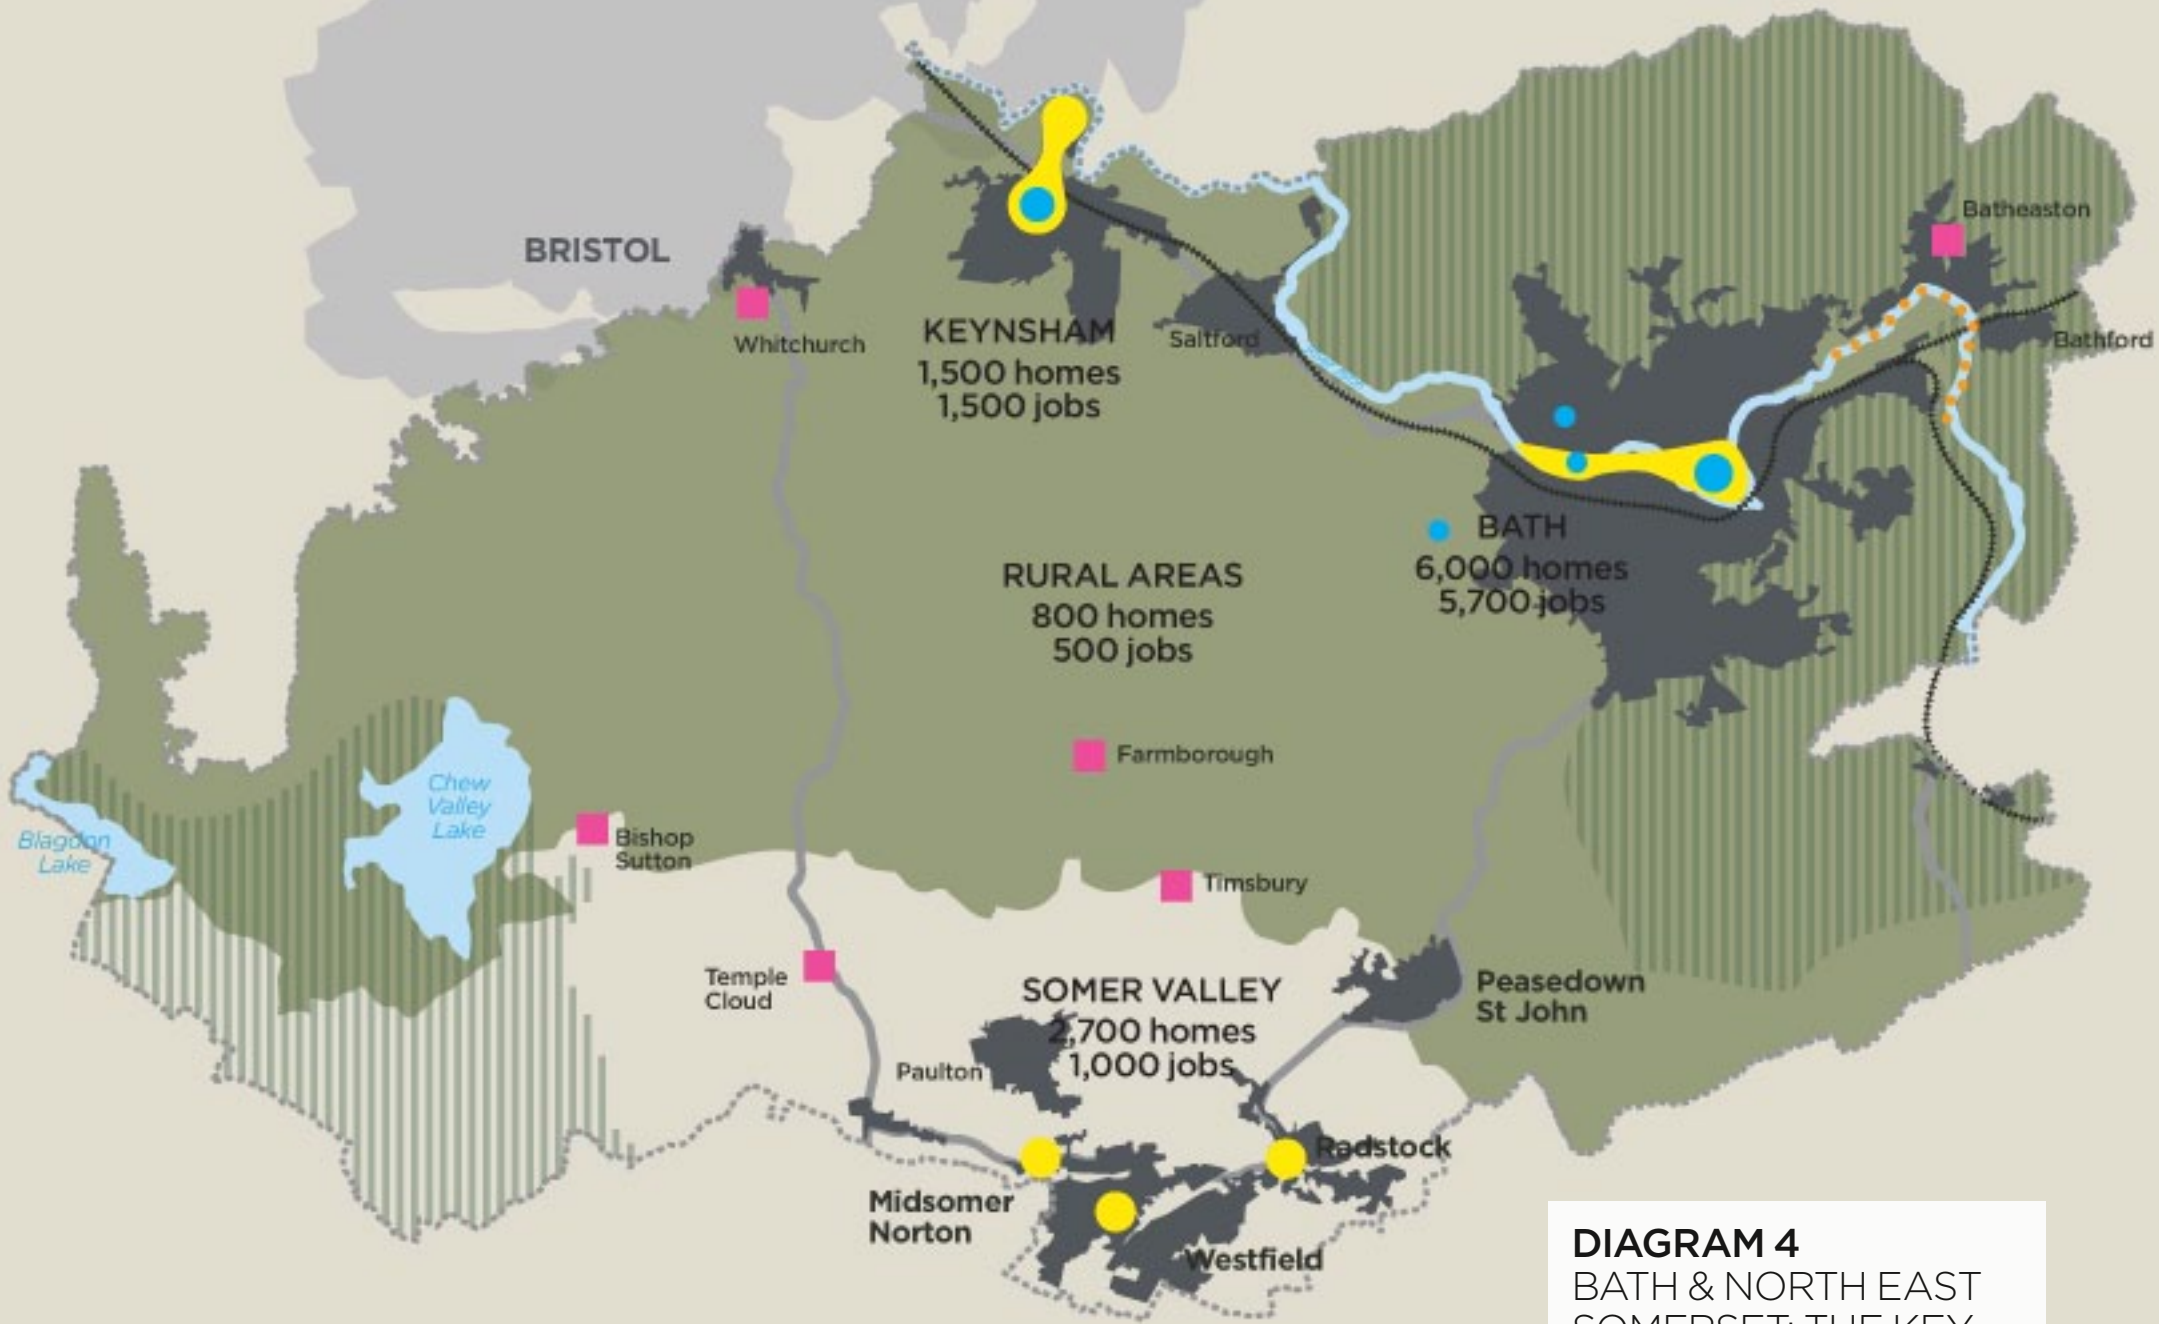 BRISTOL
Whitchurch
KEYNSHAM
1,500 homes
1,500 jobs
Saltford
Batheaston
Bathford
BATH
6,000 homes
5,700 jobs
RURAL AREAS
800 homes
500 jobs
Farmborough
Chew
Valley
Lake
Blagdon
Lake
Bishop
Sutton
Timsbury
Temple
Cloud
SOMER VALLEY
2,700 homes
1,000 jobs
Paulton
Peasedown
St John
Radstock
Midsomer
Norton
Westfield
DIAGRAM 4
BATH & NORTH EAST
SOMERSET: THE KEY